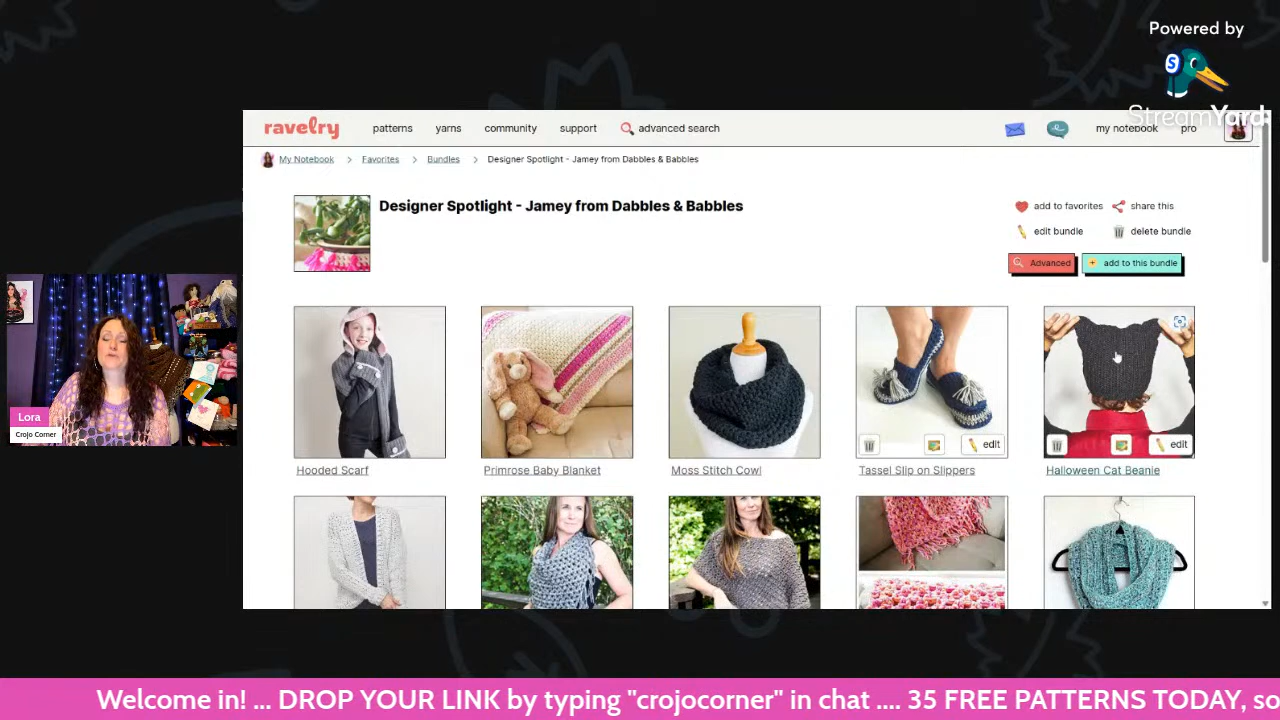 Powered by
StreamYard
ravelry
patterns
yarns
community
support
advanced search
my notebook
pro
My Notebook > Favorites > Bundles > Designer Spotlight - Jamey from Dabbles & Babbles
Designer Spotlight - Jamey from Dabbles & Babbles
add to favorites
share this
edit bundle
delete bundle
Advanced
add to this bundle
Lora
Crojo Corner
edit
edit
Hooded Scarf
Primrose Baby Blanket
Moss Stitch Cowl
Tassel Slip on Slippers
Halloween Cat Beanie
Welcome in! ... DROP YOUR LINK by typing "crojocorner" in chat .... 35 FREE PATTERNS TODAY, so